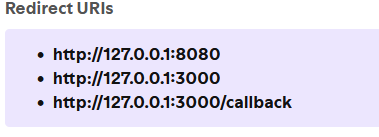 Redirect URIs
• http://127.0.0.1:8080
• http://127.0.0.1:3000
• http://127.0.0.1:3000/callback